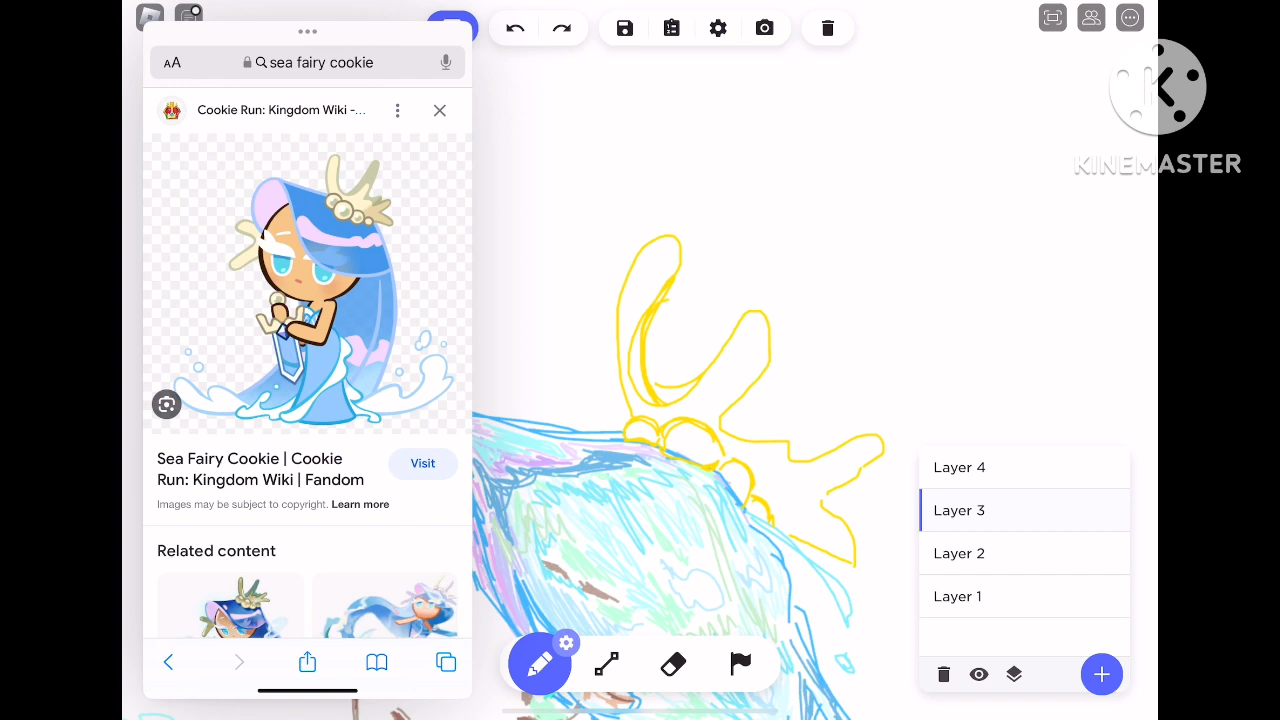 AA
sea fairy cookie
Cookie Run: Kingdom Wiki -...
KINEMASTER
Sea Fairy Cookie | Cookie
Run: Kingdom Wiki | Fandom
Visit
Images may be subject to copyright. Learn more
Related content
Layer 4
Layer 3
Layer 2
Layer 1